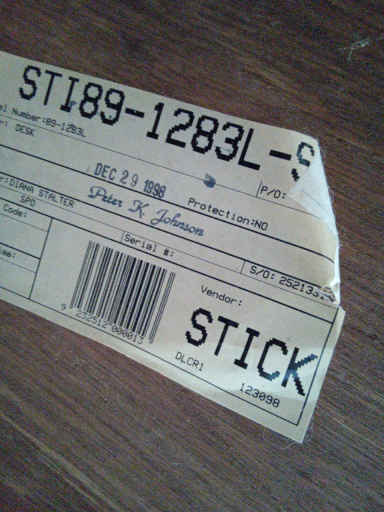 STI89-1283L-S
el Number:89-1283L
: DESK
DEC 29 1998
P/O:
r:DIANA STALTER
Peter K. Johnson
Protection:NO
SPO
Code:
Serial #:
S/O: 252133
Vendor:
STICK
DLCR1
123098